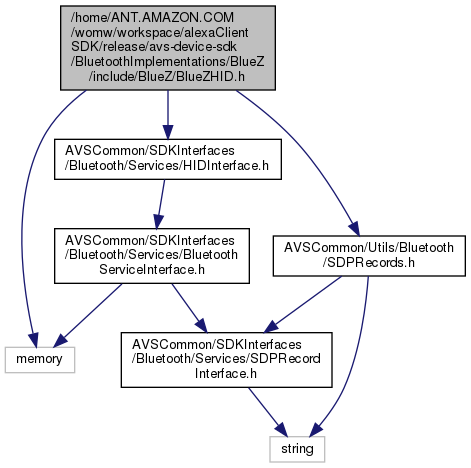 /home/ANT.AMAZON.COM
/womw/workspace/alexaClient
SDK/release/avs-device-sdk
/BluetoothImplementations/BlueZ
/include/BlueZ/BlueZHID.h
AVSCommon/SDKInterfaces
/Bluetooth/Services/HIDInterface.h
AVSCommon/SDKInterfaces
/Bluetooth/Services/Bluetooth
ServiceInterface.h
AVSCommon/Utils/Bluetooth
/SDPRecords.h
memory
AVSCommon/SDKInterfaces
/Bluetooth/Services/SDPRecord
Interface.h
string